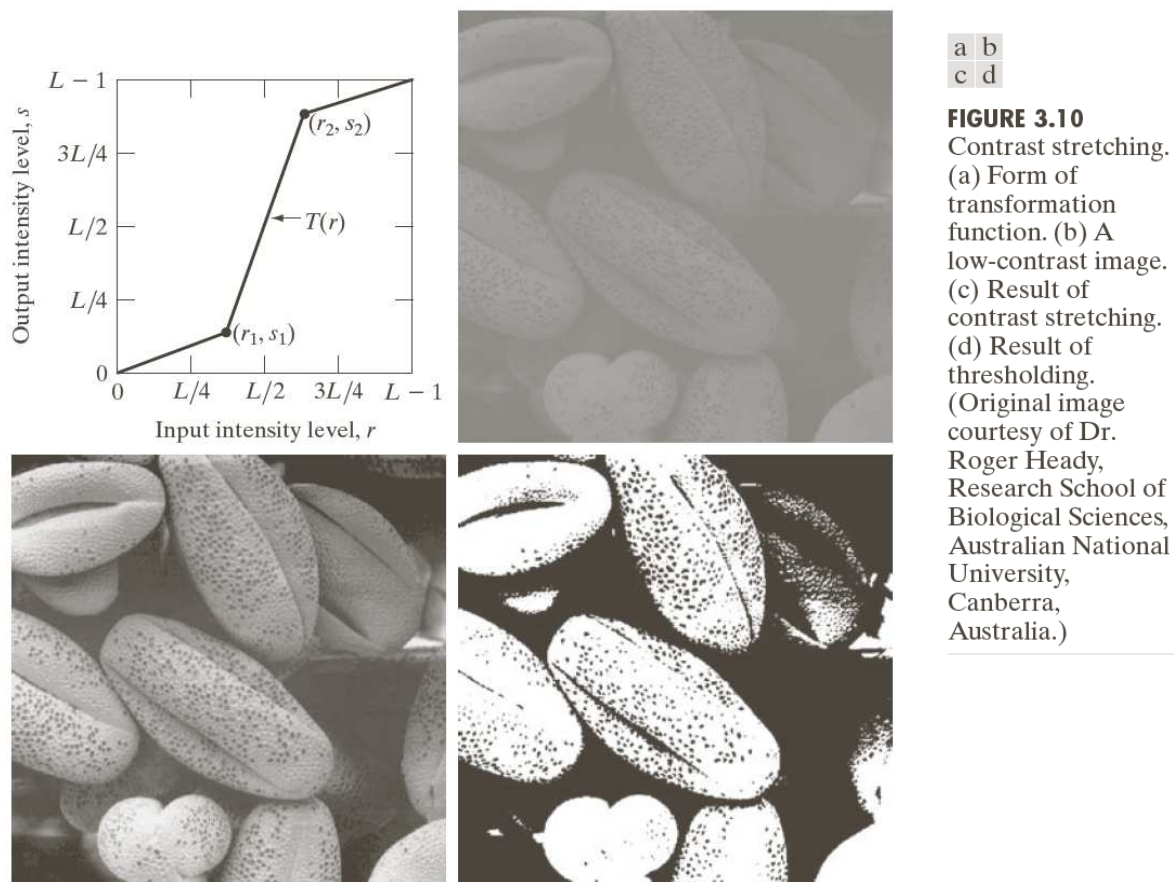 L − 1
3L/4
L/2
L/4
0
Output intensity level, s
(r₂, s₂)
T(r)
(r₁, s₁)
0 L/4 L/2 3L/4 L − 1
Input intensity level, r
a b
c d
FIGURE 3.10
Contrast stretching.
(a) Form of
transformation
function. (b) A
low-contrast image.
(c) Result of
contrast stretching.
(d) Result of
thresholding.
(Original image
courtesy of Dr.
Roger Heady,
Research School of
Biological Sciences,
Australian National
University,
Canberra,
Australia.)